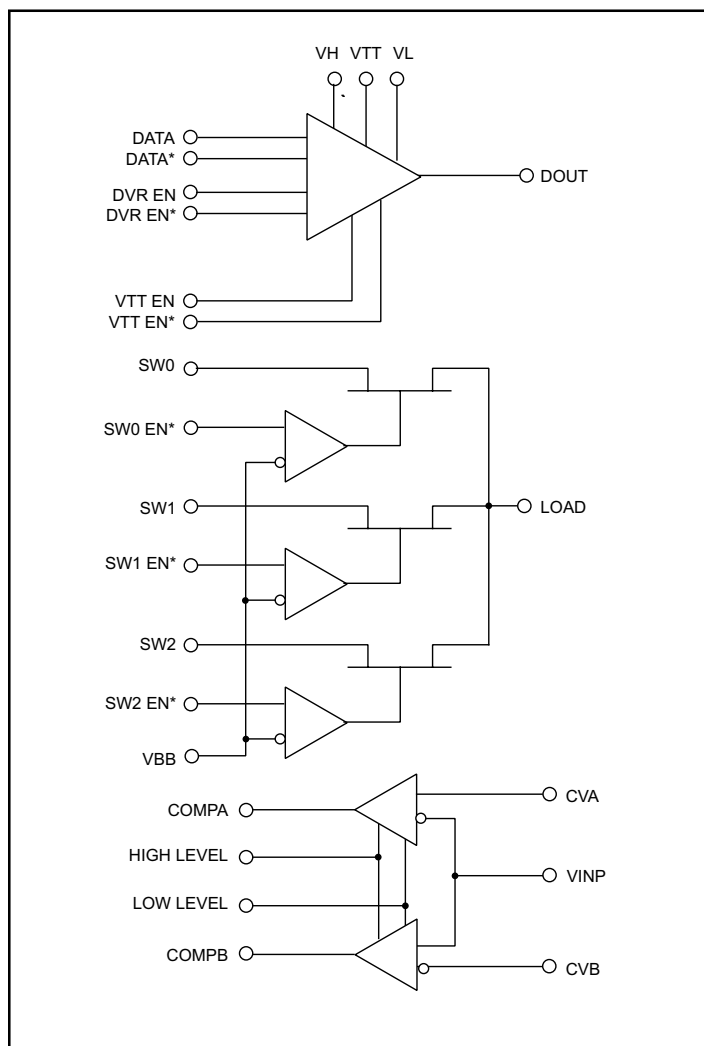 VH VTT VL
DATA
DATA*
DVR EN
DVR EN*
DOUT
VTT EN
VTT EN*
SW0
SW0 EN*
SW1
LOAD
SW1 EN*
SW2
SW2 EN*
VBB
COMPA
CVA
HIGH LEVEL
VINP
LOW LEVEL
COMPB
CVB